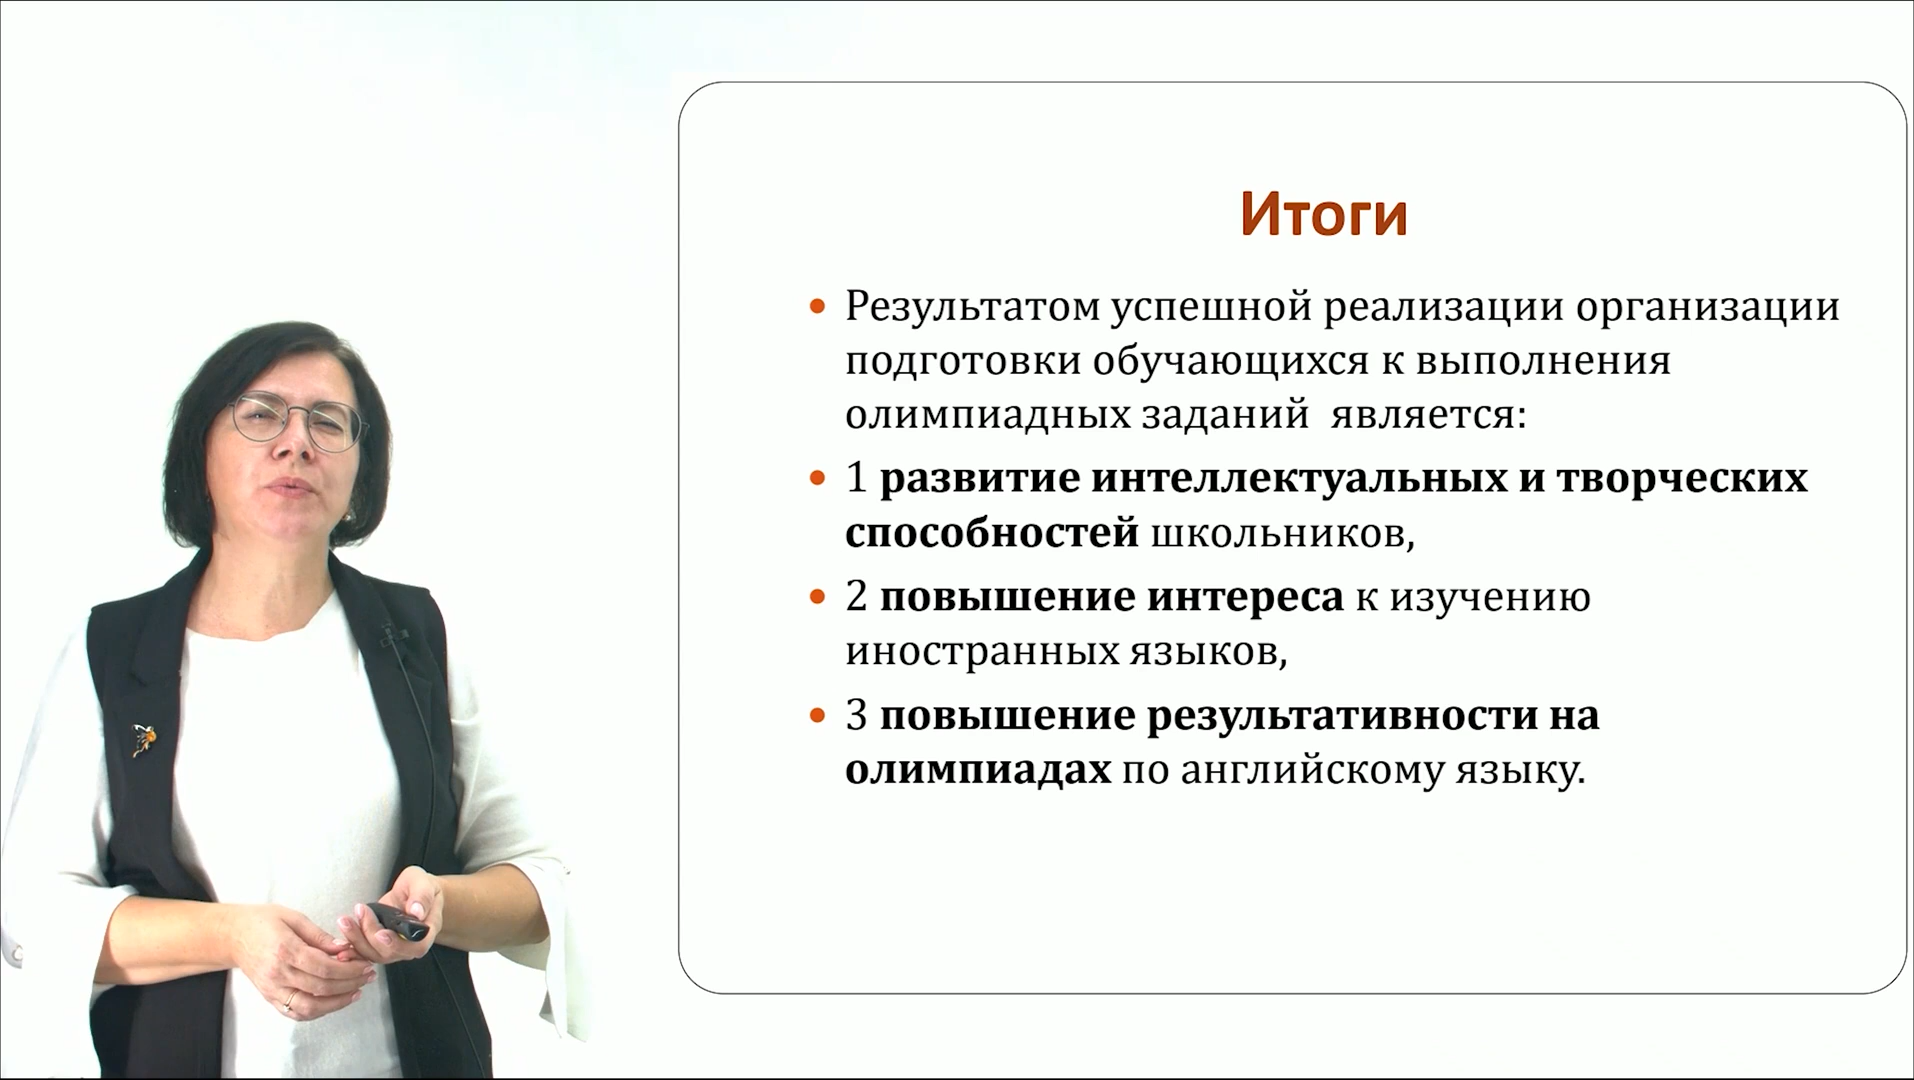 Итоги
• Результатом успешной реализации организации
подготовки обучающихся к выполнения
олимпиадных заданий  является:
• 1 развитие интеллектуальных и творческих
способностей школьников,
• 2 повышение интереса к изучению
иностранных языков,
• 3 повышение результативности на
олимпиадах по английскому языку.